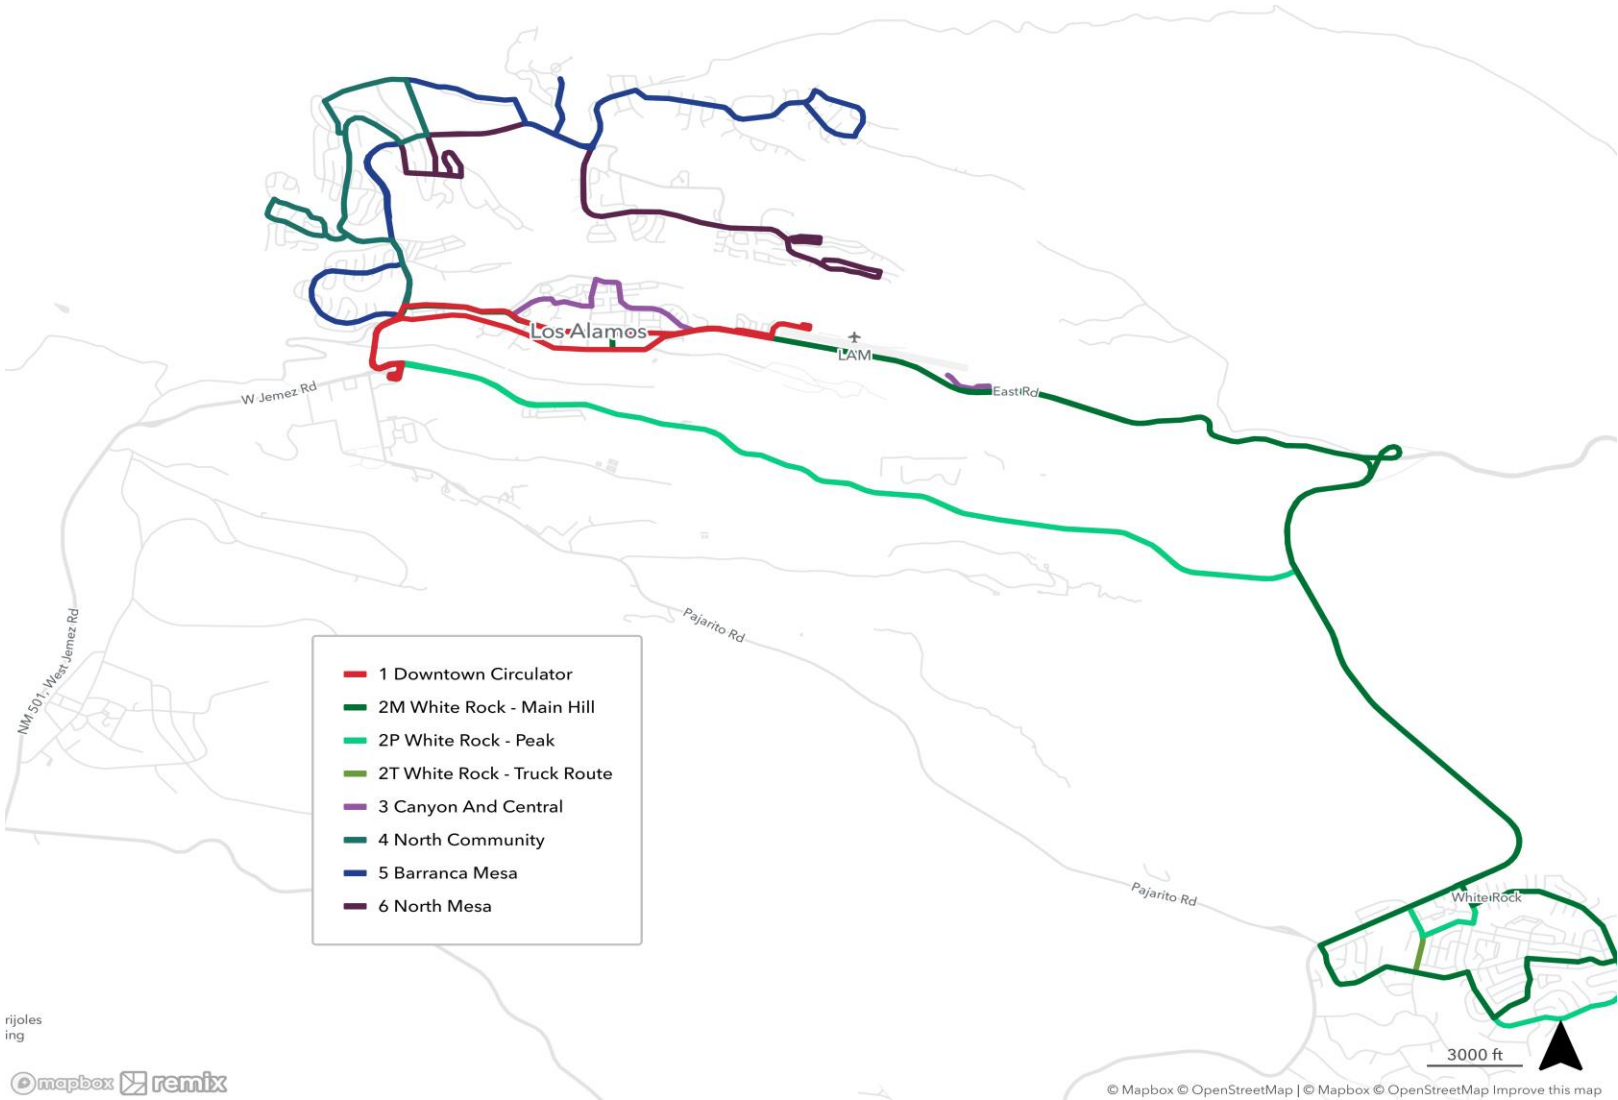 Los Alamos
LAM
East Rd
W Jemez Rd
Pajarito Rd
NM 501; West Jemez Rd
1 Downtown Circulator
2M White Rock - Main Hill
2P White Rock - Peak
2T White Rock - Truck Route
3 Canyon And Central
4 North Community
5 Barranca Mesa
6 North Mesa
Pajarito Rd
White Rock
rijoles
ing
3000 ft
mapbox remix
© Mapbox © OpenStreetMap | © Mapbox © OpenStreetMap Improve this map